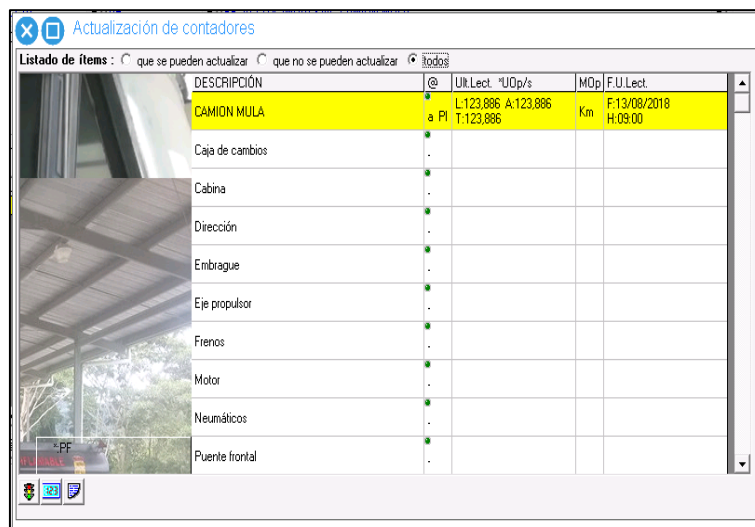 Actualización de contadores
Listado de ítems : que se pueden actualizar que no se pueden actualizar todos
DESCRIPCIÓN @ Ult.Lect. *UOp/s MOp F.U.Lect.
CAMION MULA a Pl L:123,886 A:123,886 T:123,886 Km F:13/08/2018 H:09:00
Caja de cambios .
Cabina .
Dirección .
Embrague .
Eje propulsor .
Frenos .
Motor .
Neumáticos .
Puente frontal .
*:PF
123